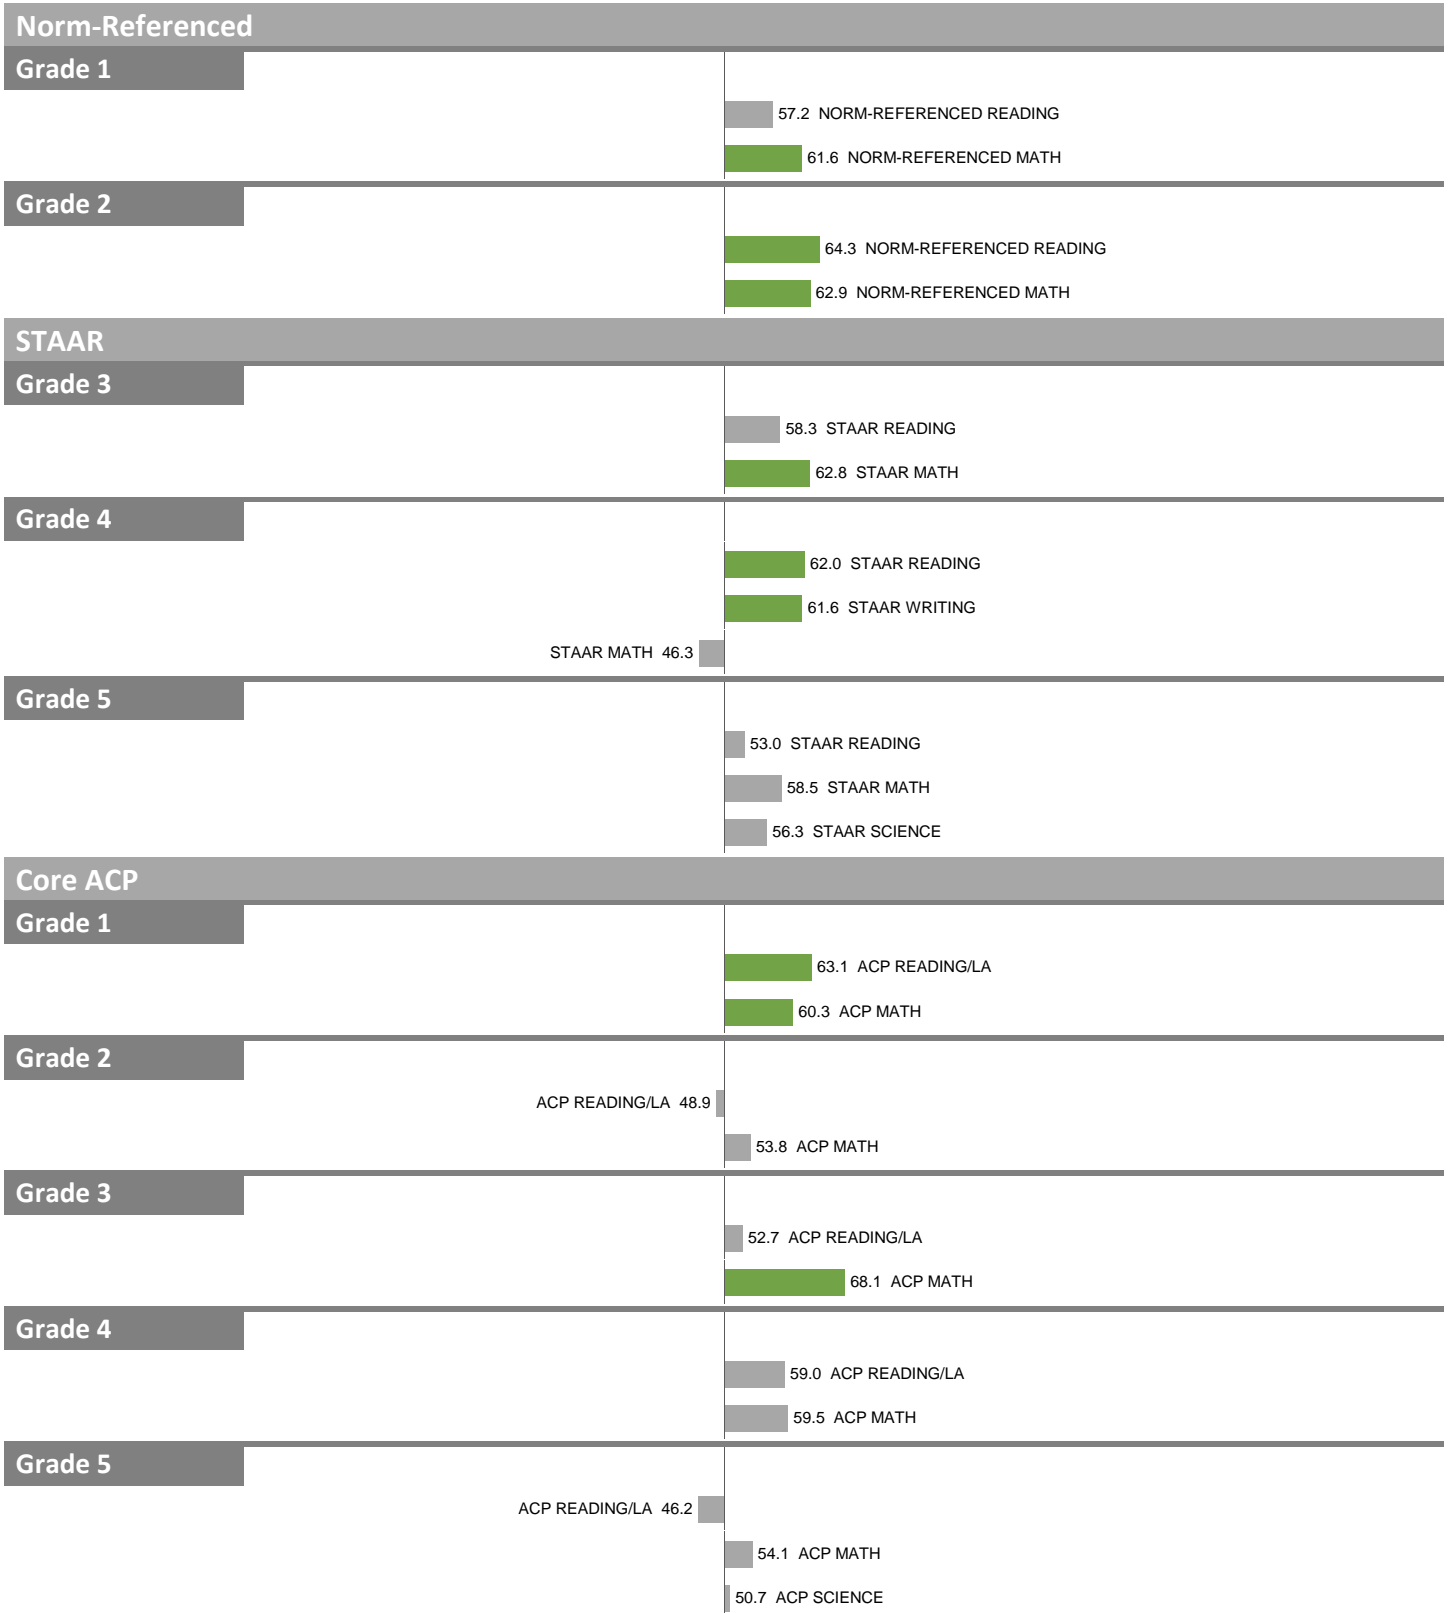 Norm-Referenced
Grade 1
57.2 NORM-REFERENCED READING
61.6 NORM-REFERENCED MATH
Grade 2
64.3 NORM-REFERENCED READING
62.9 NORM-REFERENCED MATH
STAAR
Grade 3
58.3 STAAR READING
62.8 STAAR MATH
Grade 4
62.0 STAAR READING
61.6 STAAR WRITING
STAAR MATH 46.3
Grade 5
53.0 STAAR READING
58.5 STAAR MATH
56.3 STAAR SCIENCE
Core ACP
Grade 1
63.1 ACP READING/LA
60.3 ACP MATH
Grade 2
ACP READING/LA 48.9
53.8 ACP MATH
Grade 3
52.7 ACP READING/LA
68.1 ACP MATH
Grade 4
59.0 ACP READING/LA
59.5 ACP MATH
Grade 5
ACP READING/LA 46.2
54.1 ACP MATH
50.7 ACP SCIENCE